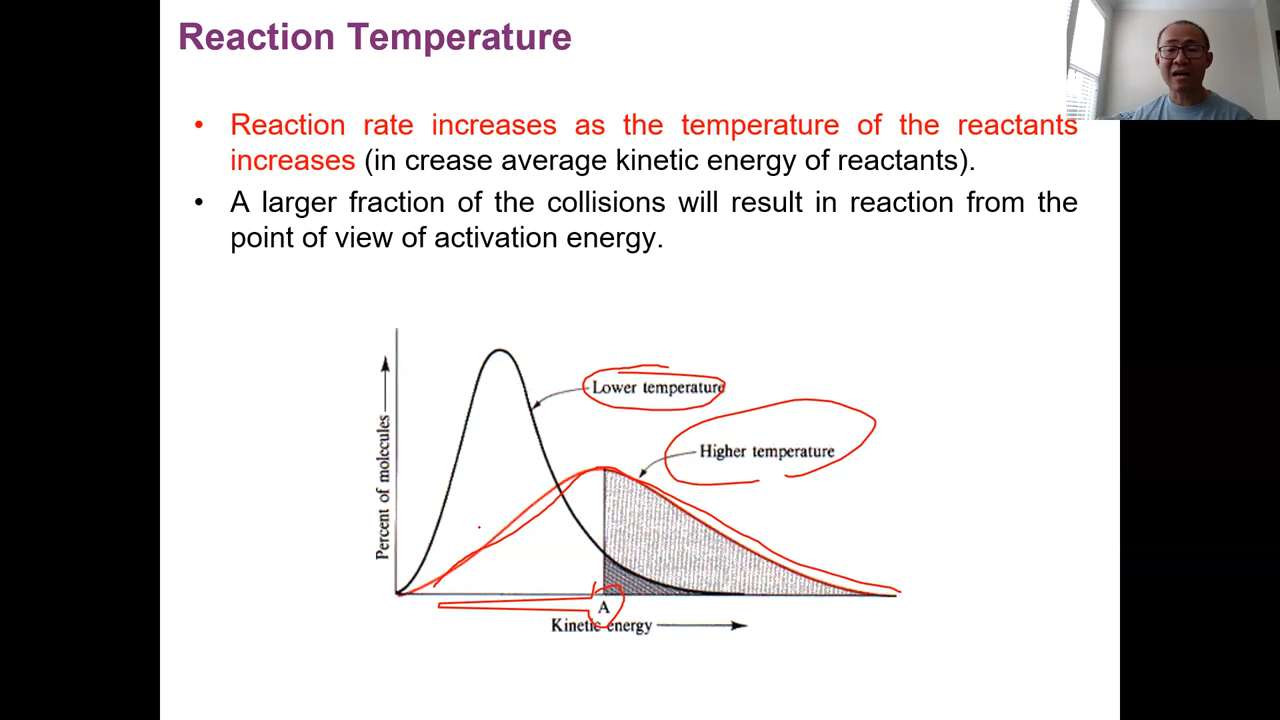 Reaction Temperature
• Reaction rate increases as the temperature of the reactants
increases (in crease average kinetic energy of reactants).
• A larger fraction of the collisions will result in reaction from the
point of view of activation energy.
Lower temperature
Higher temperature
Percent of molecules
A
Kinetic energy